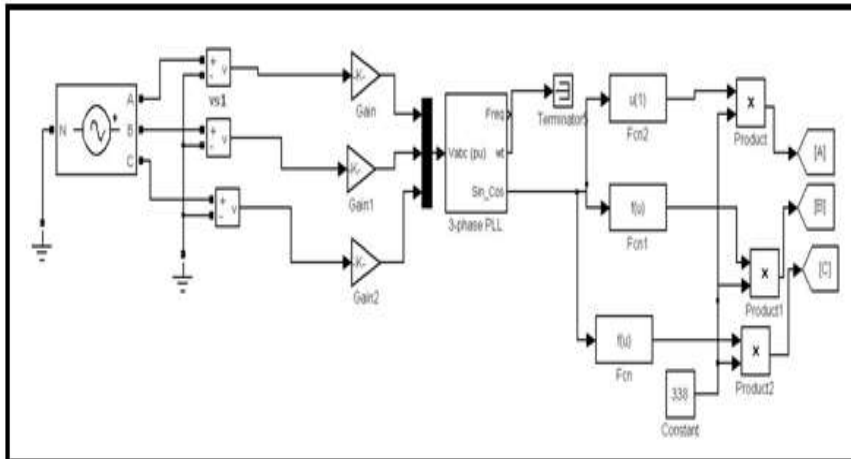 A
N
B
C
+
-
v
vs1
+
-
v
+
-
v
-K-
Gain
-K-
Gain1
-K-
Gain2
Vabc (pu)
Freq
wt
Sin_Cos
3-phase PLL
Terminator
u(1)
Fcn2
f(u)
Fcn1
f(u)
Fcn
338
Constant
x
Product
x
Product1
x
Product2
[A]
[B]
[C]